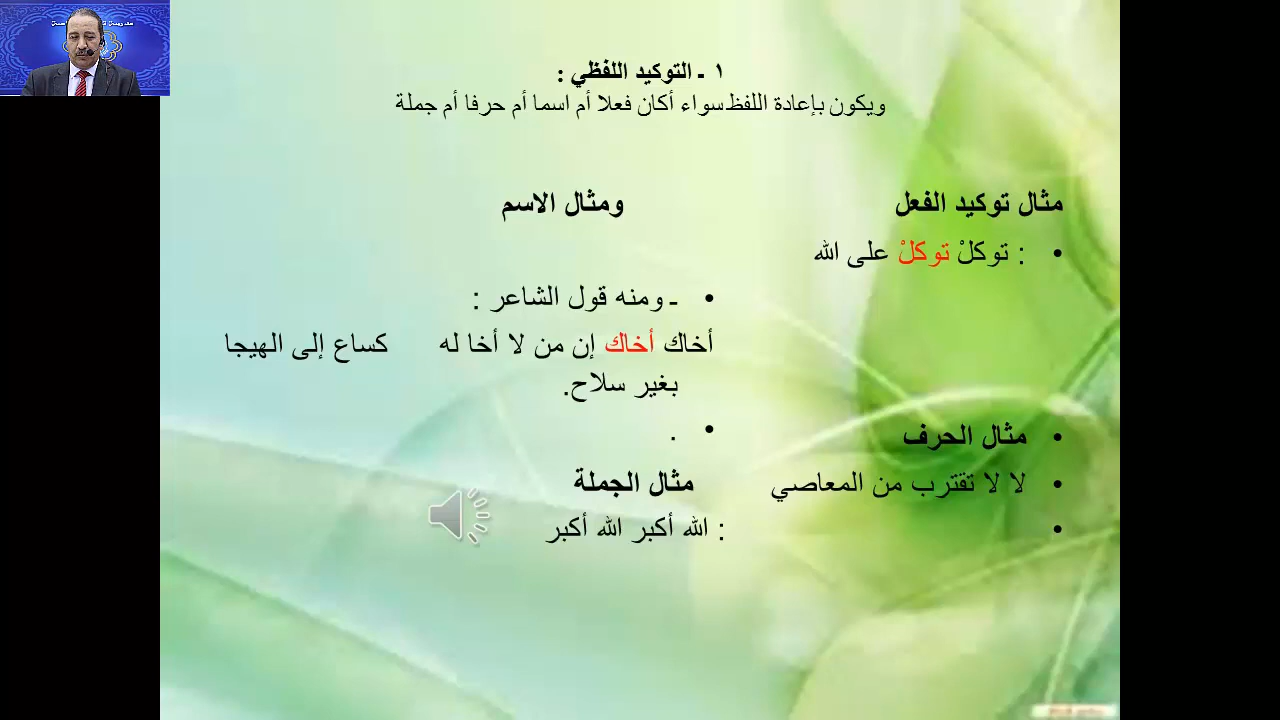 ١ ـ التوكيد اللفظي :
ويكون بإعادة اللفظ سواء أكان فعلا أم اسما أم حرفا أم جملة
مثال توكيد الفعل
• : توكلْ توكلْ على الله
• مثال الحرف
• لا لا تقترب من المعاصي
•
ومثال الاسم
• ـ ومنه قول الشاعر :
أخاك أخاك إن من لا أخا له كساع إلى الهيجا
بغير سلاح.
• .
مثال الجملة
: الله أكبر الله أكبر